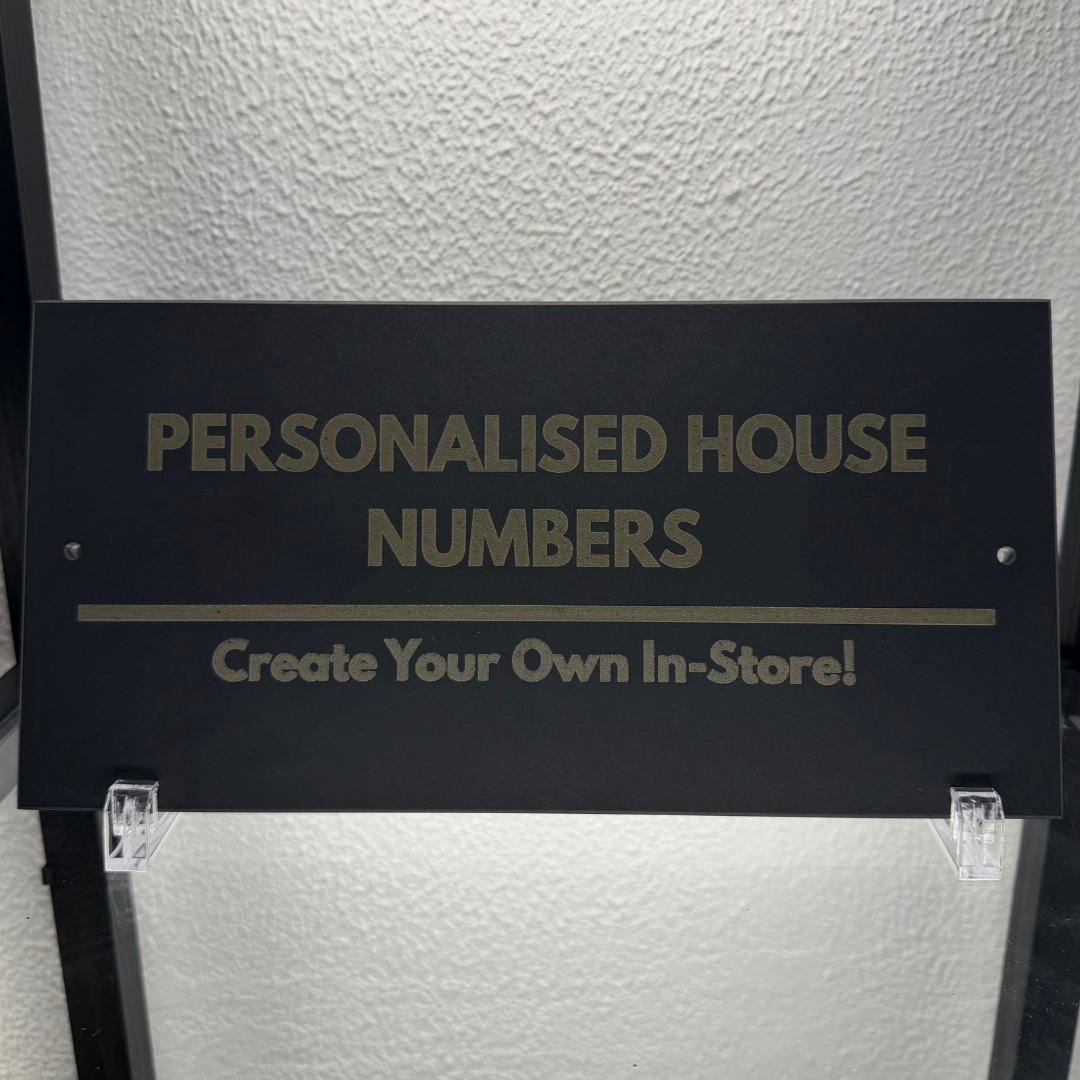 PERSONALISED HOUSE
NUMBERS
Create Your Own In-Store!